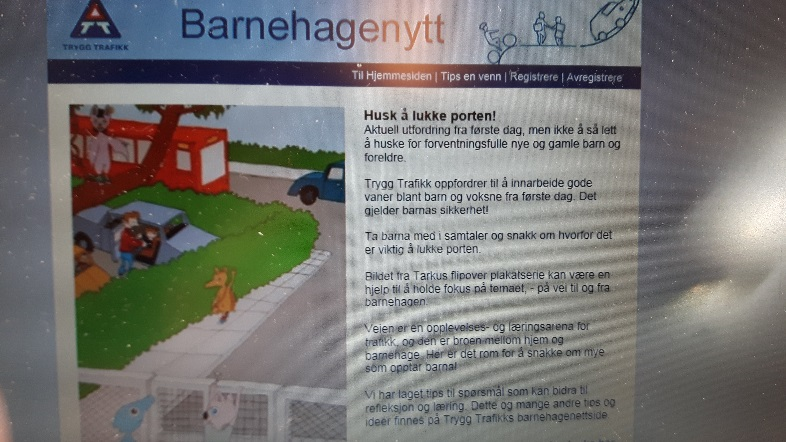 Barnehagenytt
TRYGG TRAFIKK
Til Hjemmesiden | Tips en venn | Registrere | Avregistrere
Husk å lukke porten!
Aktuell utfordring fra første dag, men ikke å så lett
å huske for forventningsfulle nye og gamle barn og
foreldre.
Trygg Trafikk oppfordrer til å innarbeide gode
vaner blant barn og voksne fra første dag. Det
gjelder barnas sikkerhet!
Ta barna med i samtaler og snakk om hvorfor det
er viktig å lukke porten.
Bildet fra Tarkus flipover plakatserie kan være en
hjelp til å holde fokus på temaet, - på vei til og fra
barnehagen.
Veien er en opplevelses- og læringsarena for
trafikk, og den er broen mellom hjem og
barnehage. Her er det rom for å snakke om mye
som opptar barna!
Vi har laget tips til spørsmål som kan bidra til
refleksjon og læring. Dette og mange andre tips og
ideer finnes på Trygg Trafikks barnehagenettside.